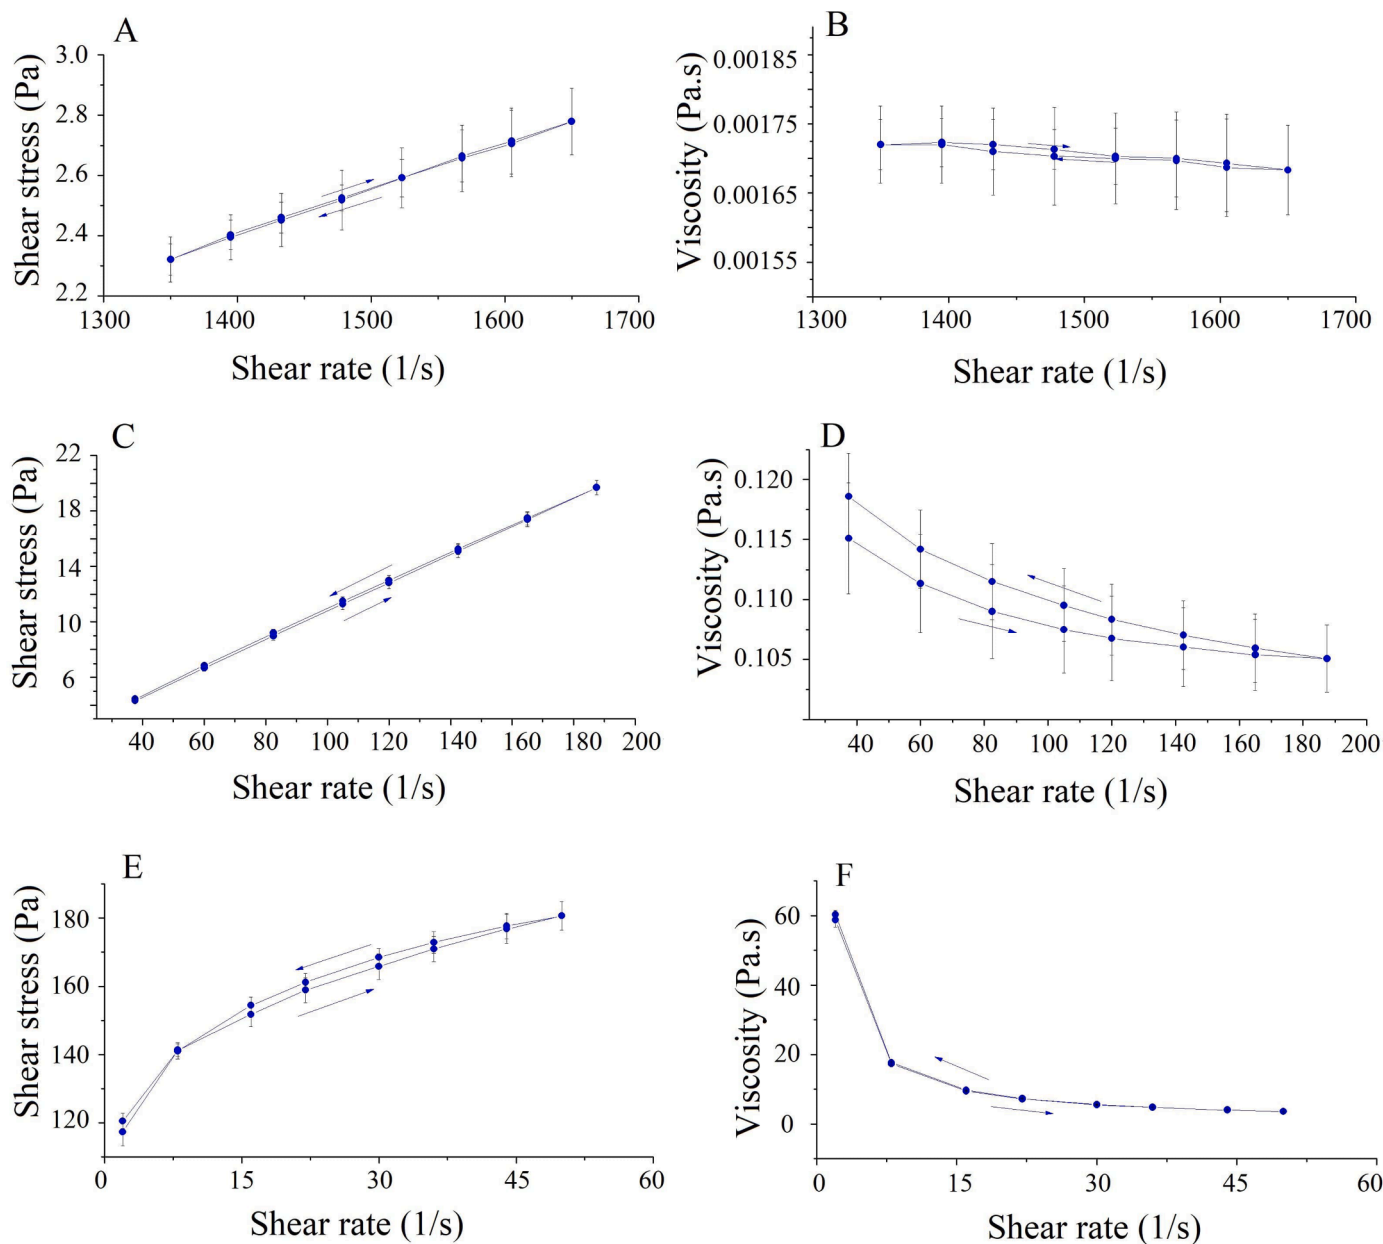 A
Shear stress (Pa)
3.0
2.8
2.6
2.4
2.2
1300 1400 1500 1600 1700
Shear rate (1/s)
B
Viscosity (Pa.s)
0.00185
0.00175
0.00165
0.00155
1300 1400 1500 1600 1700
Shear rate (1/s)
C
Shear stress (Pa)
22
18
14
10
6
40 60 80 100 120 140 160 180 200
Shear rate (1/s)
D
Viscosity (Pa.s)
0.120
0.115
0.110
0.105
40 60 80 100 120 140 160 180 200
Shear rate (1/s)
E
Shear stress (Pa)
180
160
140
120
0 15 30 45 60
Shear rate (1/s)
F
Viscosity (Pa.s)
60
40
20
0
0 15 30 45 60
Shear rate (1/s)